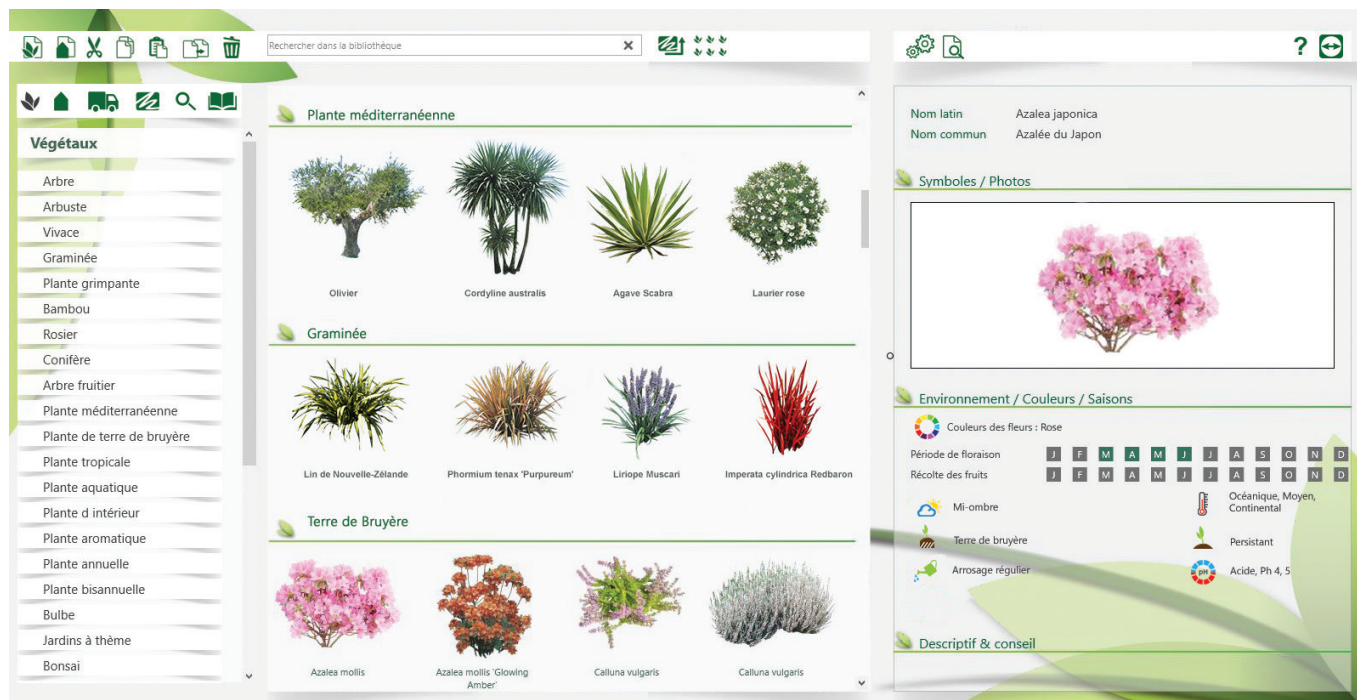 Rechercher dans la bibliothèque
?
Végétaux
Arbre
Arbuste
Vivace
Graminée
Plante grimpante
Bambou
Rosier
Conifère
Arbre fruitier
Plante méditerranéenne
Plante de terre de bruyère
Plante tropicale
Plante aquatique
Plante d intérieur
Plante aromatique
Plante annuelle
Plante bisannuelle
Bulbe
Jardins à thème
Bonsai
Plante méditerranéenne
Olivier
Cordyline australis
Agave Scabra
Laurier rose
Graminée
Lin de Nouvelle-Zélande
Phormium tenax 'Purpureum'
Liriope Muscari
Imperata cylindrica Redbaron
Terre de Bruyère
Azalea mollis
Azalea mollis 'Glowing
Amber'
Calluna vulgaris
Calluna vulgaris
Nom latin Azalea japonica
Nom commun Azalée du Japon
Symboles / Photos
Environnement / Couleurs / Saisons
Couleurs des fleurs : Rose
Période de floraison J F M A M J J A S O N D
Récolte des fruits J F M A M J J A S O N D
Mi-ombre
Océanique, Moyen,
Continental
Terre de bruyère
Persistant
Arrosage régulier
pH
Acide, Ph 4, 5
Descriptif & conseil